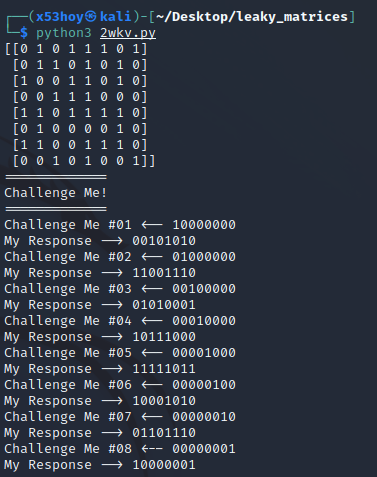 ┌──(x53hoy㉿kali)-[~/Desktop/leaky_matrices]
└─$ python3 2wkv.py
[[0 1 0 1 1 1 0 1]
 [0 1 1 0 1 0 1 0]
 [1 0 0 1 1 0 1 0]
 [0 0 1 1 1 0 0 0]
 [1 1 0 1 1 1 1 0]
 [0 1 0 0 0 0 1 0]
 [1 1 0 0 1 1 1 0]
 [0 0 1 0 1 0 0 1]]
=============
Challenge Me!
=============
Challenge Me #01 <-- 10000000
My Response --> 00101010
Challenge Me #02 <-- 01000000
My Response --> 11001110
Challenge Me #03 <-- 00100000
My Response --> 01010001
Challenge Me #04 <-- 00010000
My Response --> 10111000
Challenge Me #05 <-- 00001000
My Response --> 11111011
Challenge Me #06 <-- 00000100
My Response --> 10001010
Challenge Me #07 <-- 00000010
My Response --> 01101110
Challenge Me #08 <-- 00000001
My Response --> 10000001